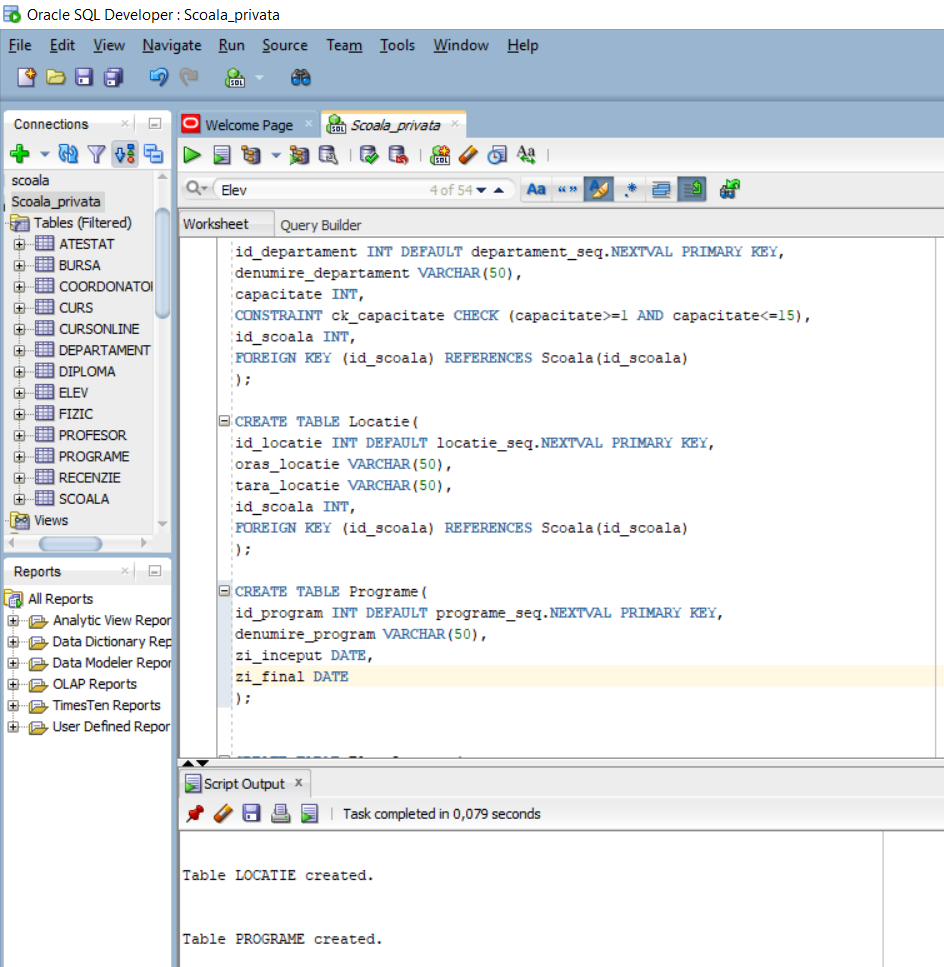 Oracle SQL Developer : Scoala_privata
File Edit View Navigate Run Source Team Tools Window Help
SQL
Connections
Welcome Page
SQL Scoala_privata
SQL
Aa
scoala
Scoala_privata
Tables (Filtered)
ATESTAT
BURSA
COORDONATO
CURS
CURSONLINE
DEPARTAMENT
DIPLOMA
ELEV
FIZIC
PROFESOR
PROGRAME
RECENZIE
SCOALA
Views
Elev 4 of 54 Aa “ ” .*
Worksheet Query Builder
id_departament INT DEFAULT departament_seq.NEXTVAL PRIMARY KEY,
denumire_departament VARCHAR(50),
capacitate INT,
CONSTRAINT ck_capacitate CHECK (capacitate>=1 AND capacitate<=15),
id_scoala INT,
FOREIGN KEY (id_scoala) REFERENCES Scoala(id_scoala)
);
CREATE TABLE Locatie(
id_locatie INT DEFAULT locatie_seq.NEXTVAL PRIMARY KEY,
oras_locatie VARCHAR(50),
tara_locatie VARCHAR(50),
id_scoala INT,
FOREIGN KEY (id_scoala) REFERENCES Scoala(id_scoala)
);
CREATE TABLE Programe(
id_program INT DEFAULT programe_seq.NEXTVAL PRIMARY KEY,
denumire_program VARCHAR(50),
zi_inceput DATE,
zi_final DATE
);
Reports
All Reports
Analytic View Repor
Data Dictionary Rep
Data Modeler Repor
OLAP Reports
TimesTen Reports
User Defined Repor
Script Output x
Task completed in 0,079 seconds
Table LOCATIE created.
Table PROGRAME created.